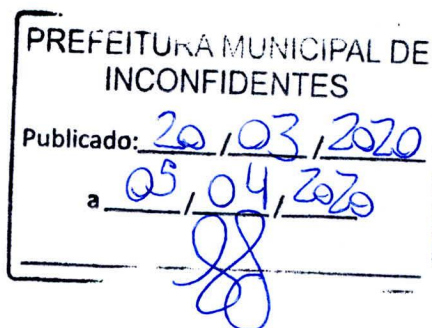 PREFEITURA MUNICIPAL DE
INCONFIDENTES
Publicado: 20 / 03 / 2020
a 05 / 04 / 2020